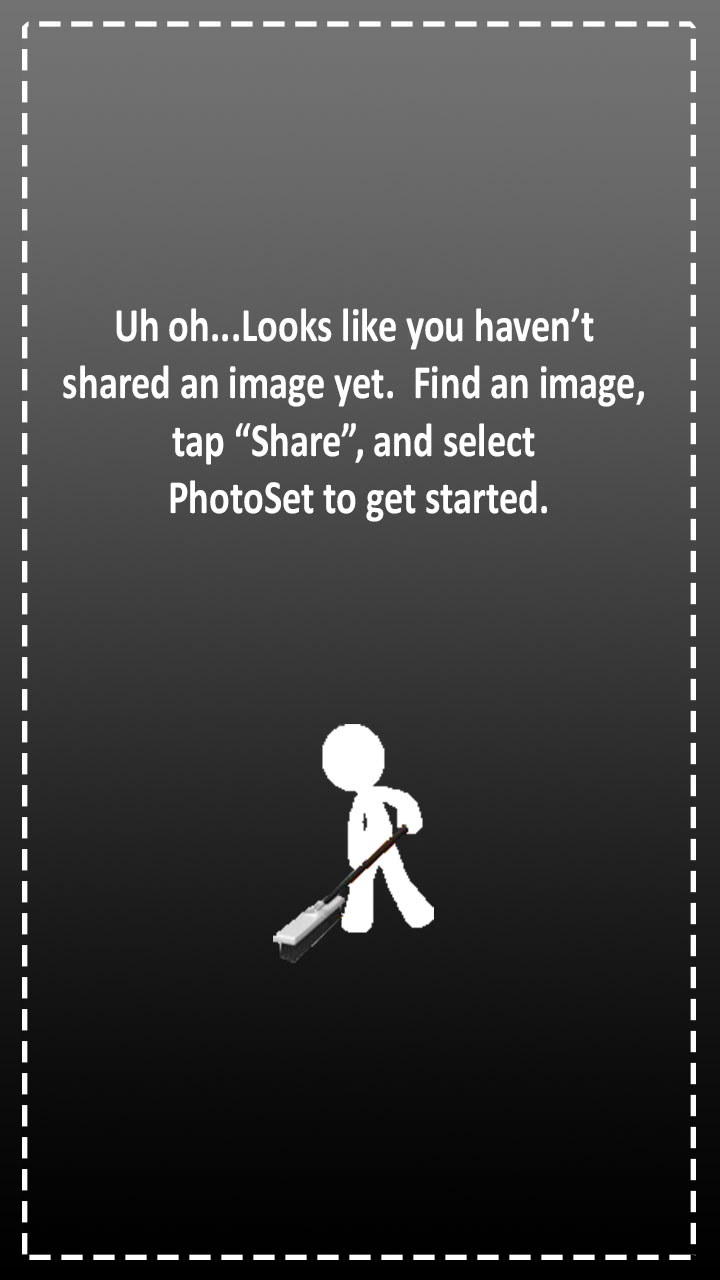 Uh oh...Looks like you haven’t
shared an image yet.  Find an image,
tap “Share”, and select
PhotoSet to get started.